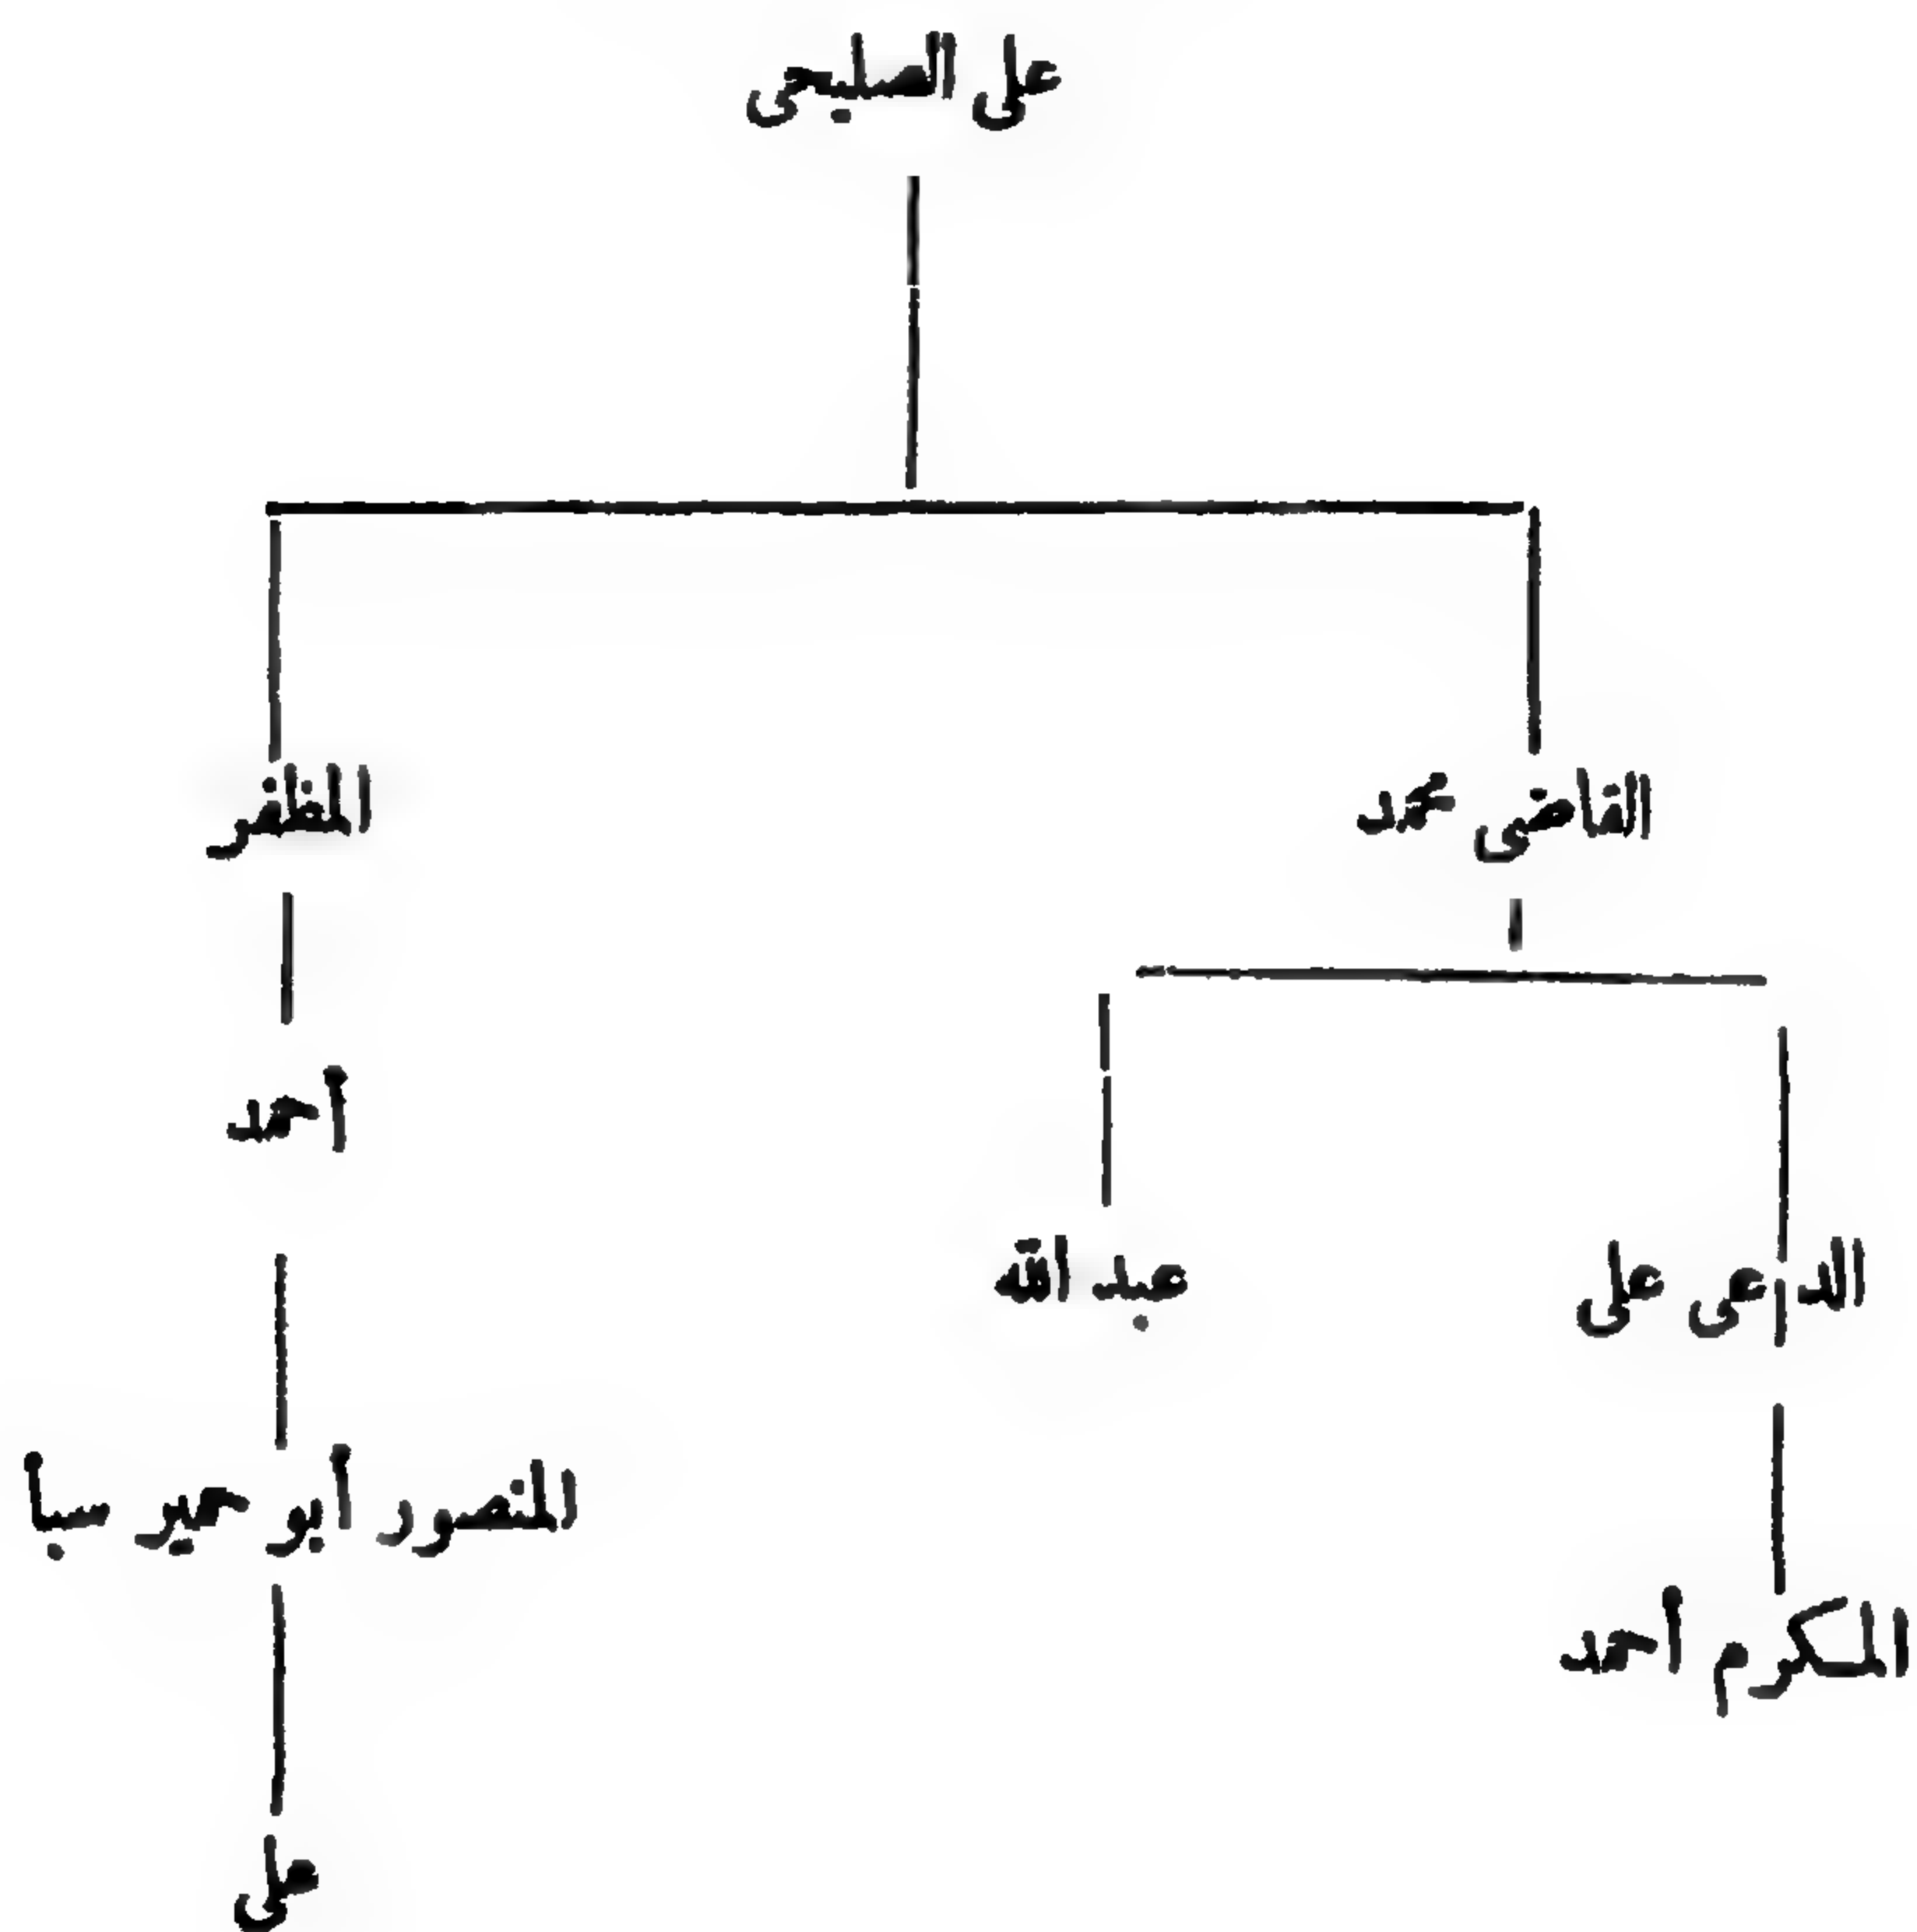 على الصليحى
القاضى محمد
المظفر
أحمد
الداعى على
عبد الله
المنصور أبو حمير سبأ
المكرم أحمد
على